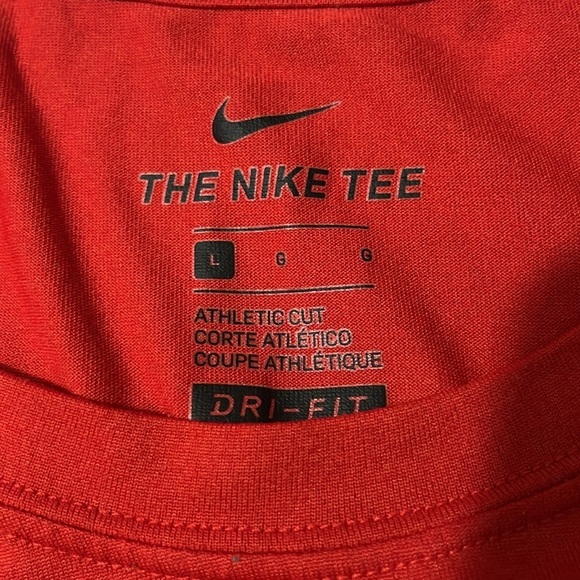 THE NIKE TEE
L G G
ATHLETIC CUT
CORTE ATLÉTICO
COUPE ATHLÉTIQUE
DRI-FIT